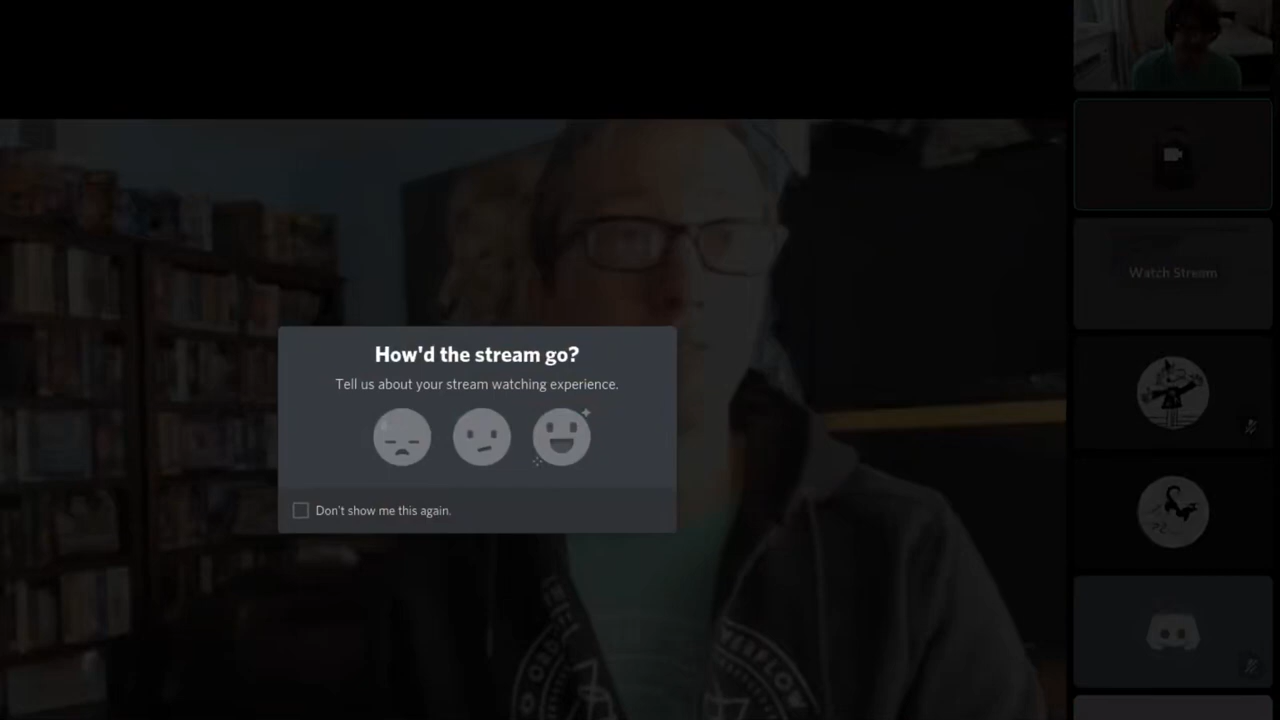 Watch Stream
How'd the stream go?
Tell us about your stream watching experience.
Don't show me this again.